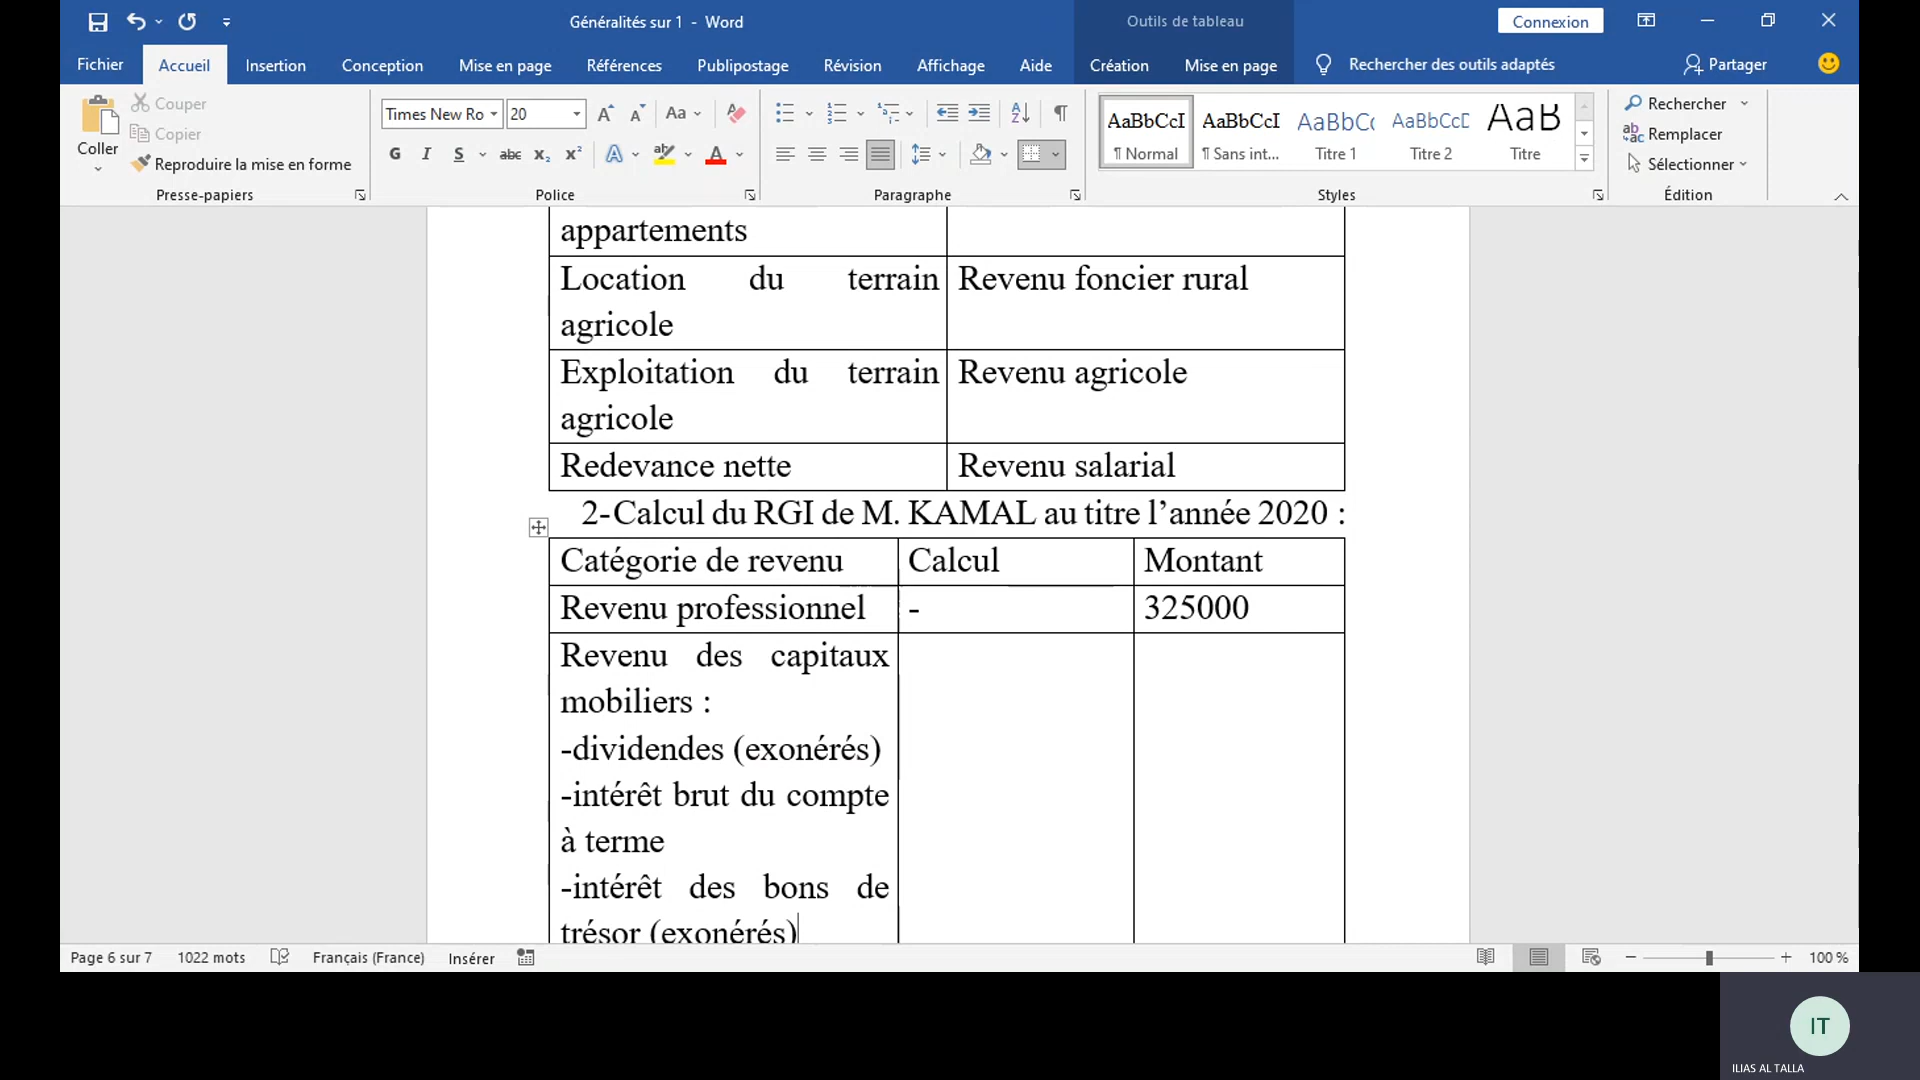 Généralités sur 1 - Word
Outils de tableau
Connexion
Fichier
Accueil
Insertion
Conception
Mise en page
Références
Publipostage
Révision
Affichage
Aide
Création
Mise en page
Rechercher des outils adaptés
Partager
Coller
Couper
Copier
Reproduire la mise en forme
Presse-papiers
Times New Ro
20
Aa
G I S abc x₂ x²
A A
Police
Paragraphe
AaBbCcI
¶ Normal
AaBbCcI
¶ Sans int...
AaBbCc
Titre 1
AaBbCcD
Titre 2
AaB
Titre
Styles
Rechercher
Remplacer
Sélectionner
Édition
appartements
Location du terrain
agricole
Revenu foncier rural
Exploitation du terrain
agricole
Revenu agricole
Redevance nette
Revenu salarial
2-Calcul du RGI de M. KAMAL au titre l’année 2020 :
Catégorie de revenu
Calcul
Montant
Revenu professionnel
-
325000
Revenu des capitaux
mobiliers :
-dividendes (exonérés)
-intérêt brut du compte
à terme
-intérêt des bons de
trésor (exonérés)
Page 6 sur 7
1022 mots
Français (France)
Insérer
100 %
IT
ILIAS AL TALLA